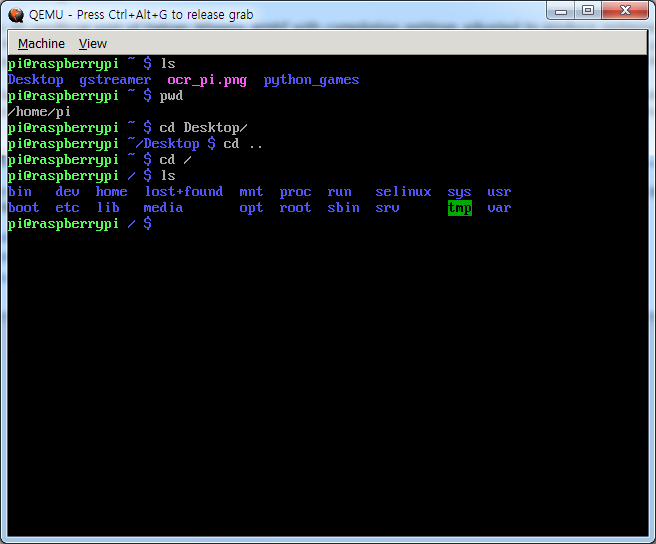 QEMU - Press Ctrl+Alt+G to release grab
Machine View
pi@raspberrypi ~ $ ls
Desktop gstreamer ocr_pi.png python_games
pi@raspberrypi ~ $ pwd
/home/pi
pi@raspberrypi ~ $ cd Desktop/
pi@raspberrypi ~/Desktop $ cd ..
pi@raspberrypi ~ $ cd /
pi@raspberrypi / $ ls
bin dev home lost+found mnt proc run selinux sys usr
boot etc lib media opt root sbin srv tmp var
pi@raspberrypi / $